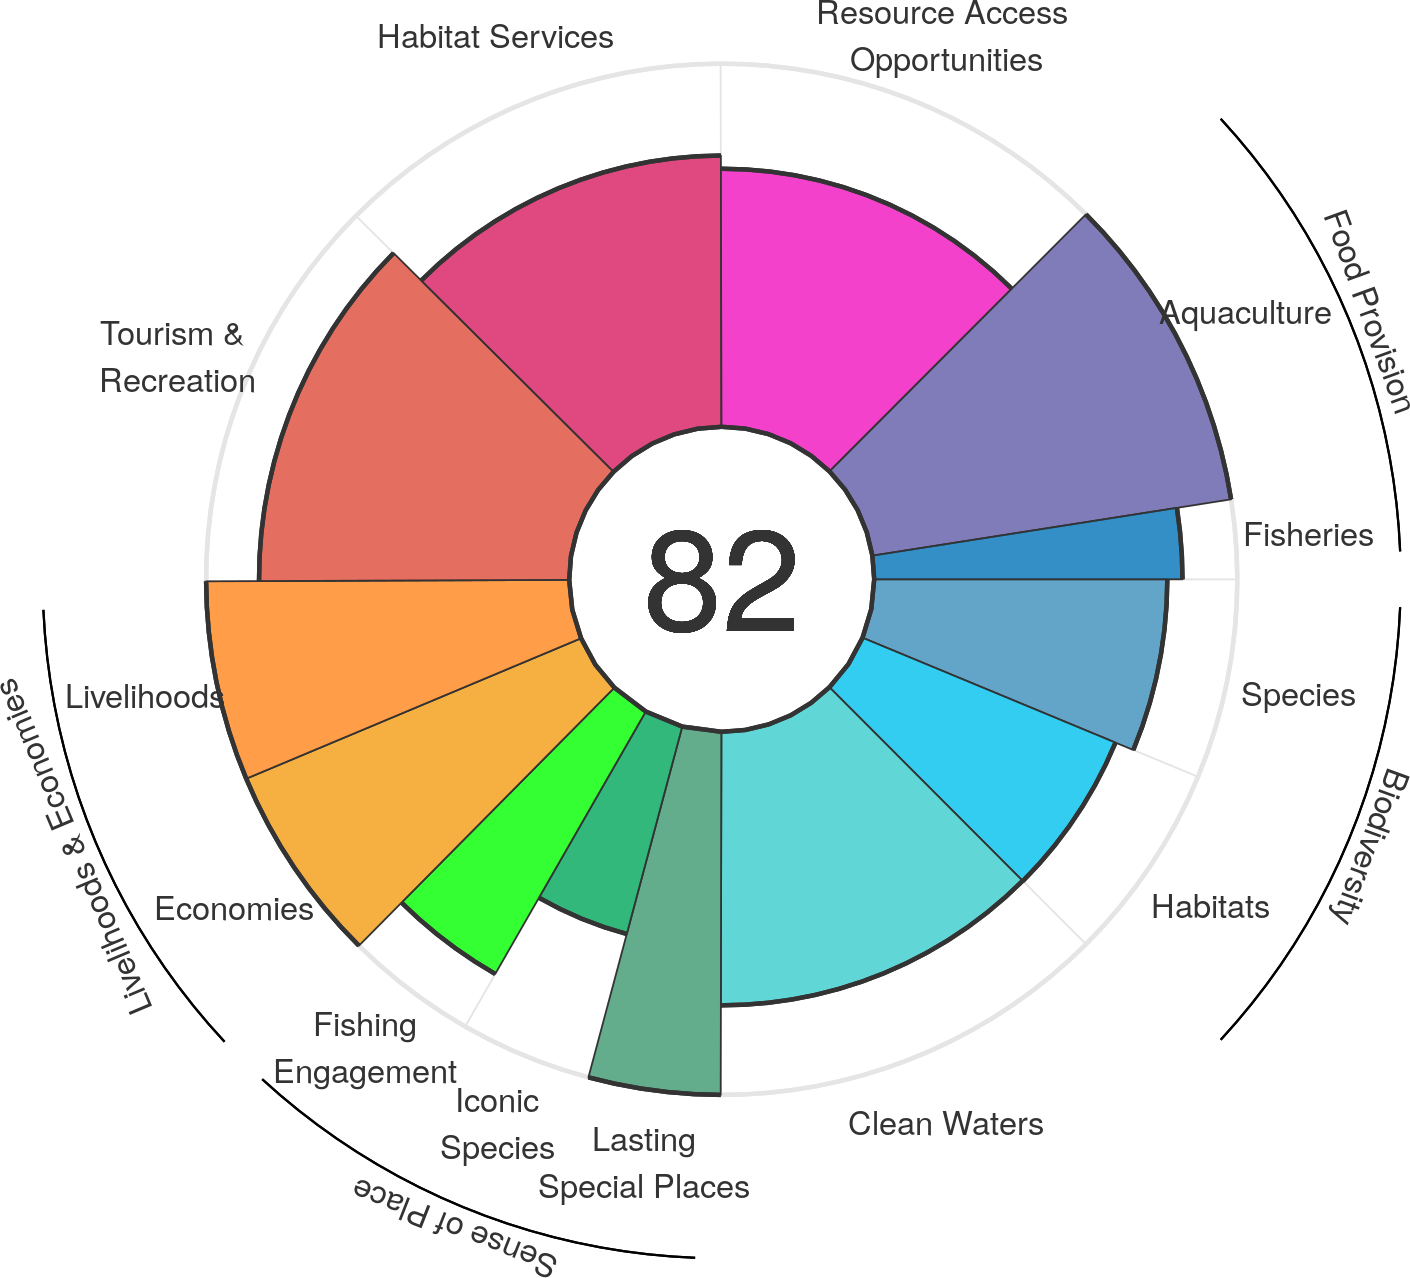 Resource Access
Opportunities
Habitat Services
Food Provision
Aquaculture
Tourism &
Recreation
Fisheries
82
Species
Livelihoods
Livelihoods & Economies
Biodiversity
Habitats
Economies
Fishing
Engagement
Iconic
Species
Lasting
Special Places
Clean Waters
Sense of Place